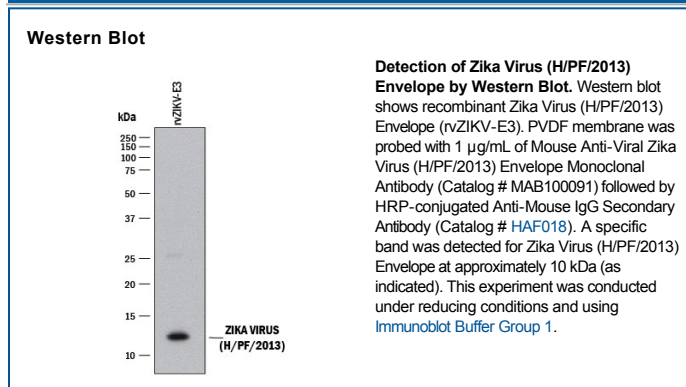 Western Blot
kDa
rvZIKV-E3
250
150
100
75
50
37
25
20
15
10
ZIKA VIRUS
(H/PF/2013)
Detection of Zika Virus (H/PF/2013)
Envelope by Western Blot. Western blot
shows recombinant Zika Virus (H/PF/2013)
Envelope (rvZIKV-E3). PVDF membrane was
probed with 1 µg/mL of Mouse Anti-Viral Zika
Virus (H/PF/2013) Envelope Monoclonal
Antibody (Catalog # MAB100091) followed by
HRP-conjugated Anti-Mouse IgG Secondary
Antibody (Catalog # HAF018). A specific
band was detected for Zika Virus (H/PF/2013)
Envelope at approximately 10 kDa (as
indicated). This experiment was conducted
under reducing conditions and using
Immunoblot Buffer Group 1.